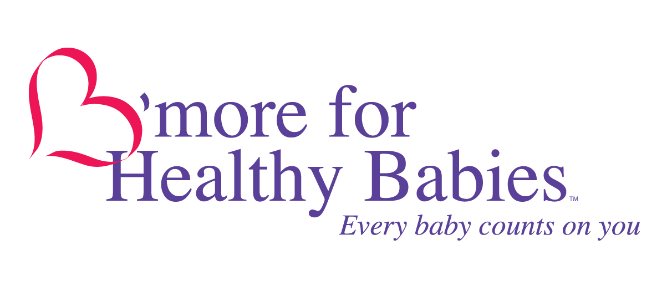 B'more for
Healthy Babies™
Every baby counts on you